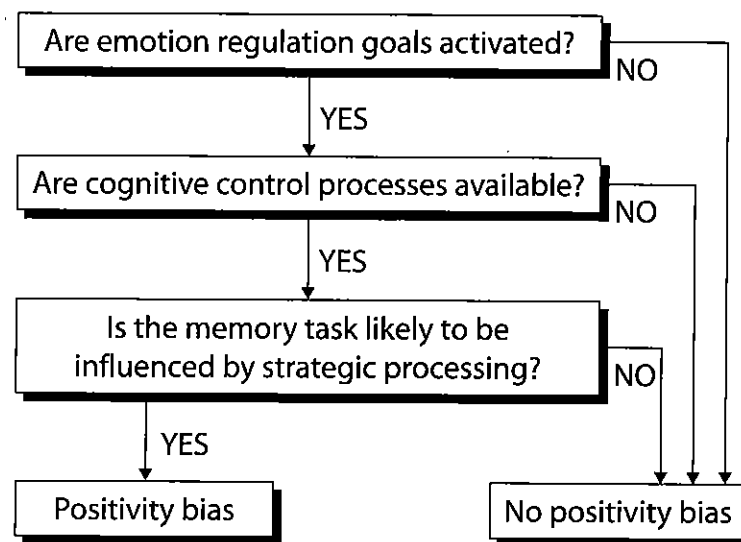 Are emotion regulation goals activated?
NO
YES
Are cognitive control processes available?
NO
YES
Is the memory task likely to be
influenced by strategic processing?
NO
YES
Positivity bias
No positivity bias